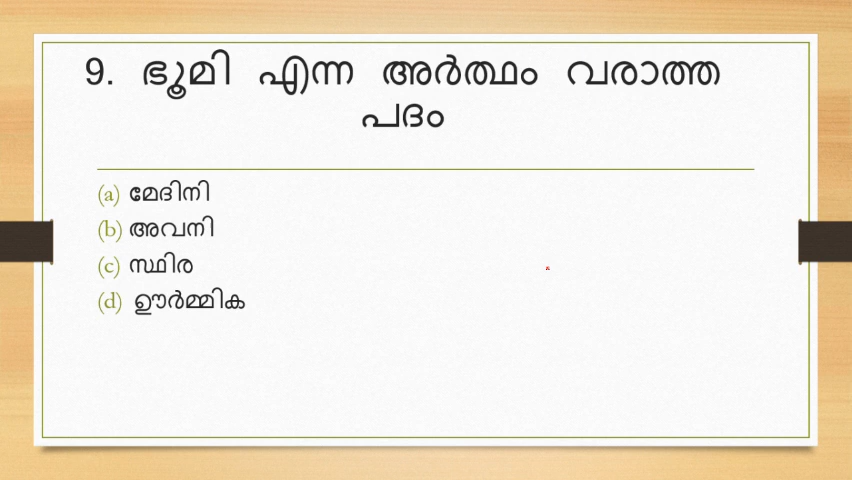 9. ഭൂമി എന്ന അർത്ഥം വരാത്ത
പദം
(a) മേദിനി
(b) അവനി
(c) സ്ഥിര
(d) ഊർമ്മിക